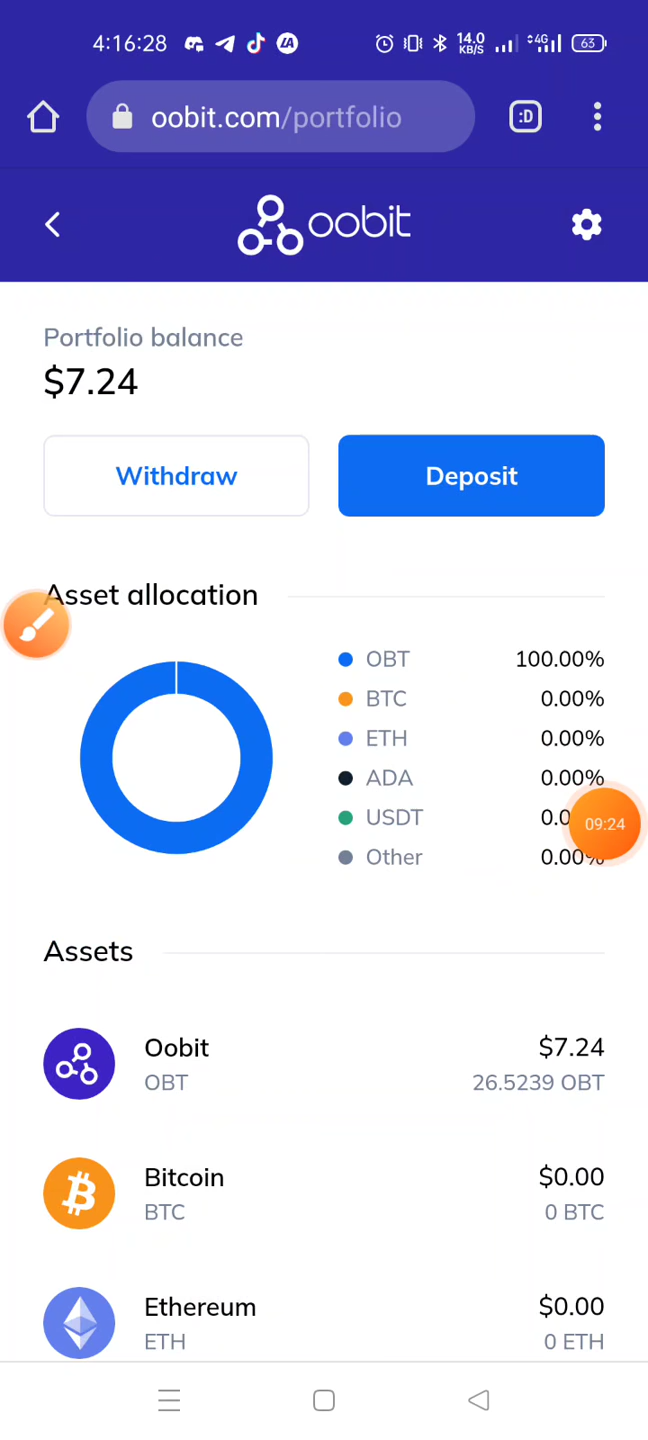 4:16:28 14.0 KB/S 4G 63
oobit.com/portfolio :D
oobit
Portfolio balance
$7.24
Withdraw Deposit
Asset allocation
OBT 100.00%
BTC 0.00%
ETH 0.00%
ADA 0.00%
USDT 0.0
09:24
Other 0.00%
Assets
Oobit $7.24
OBT 26.5239 OBT
Bitcoin $0.00
BTC 0 BTC
Ethereum $0.00
ETH 0 ETH